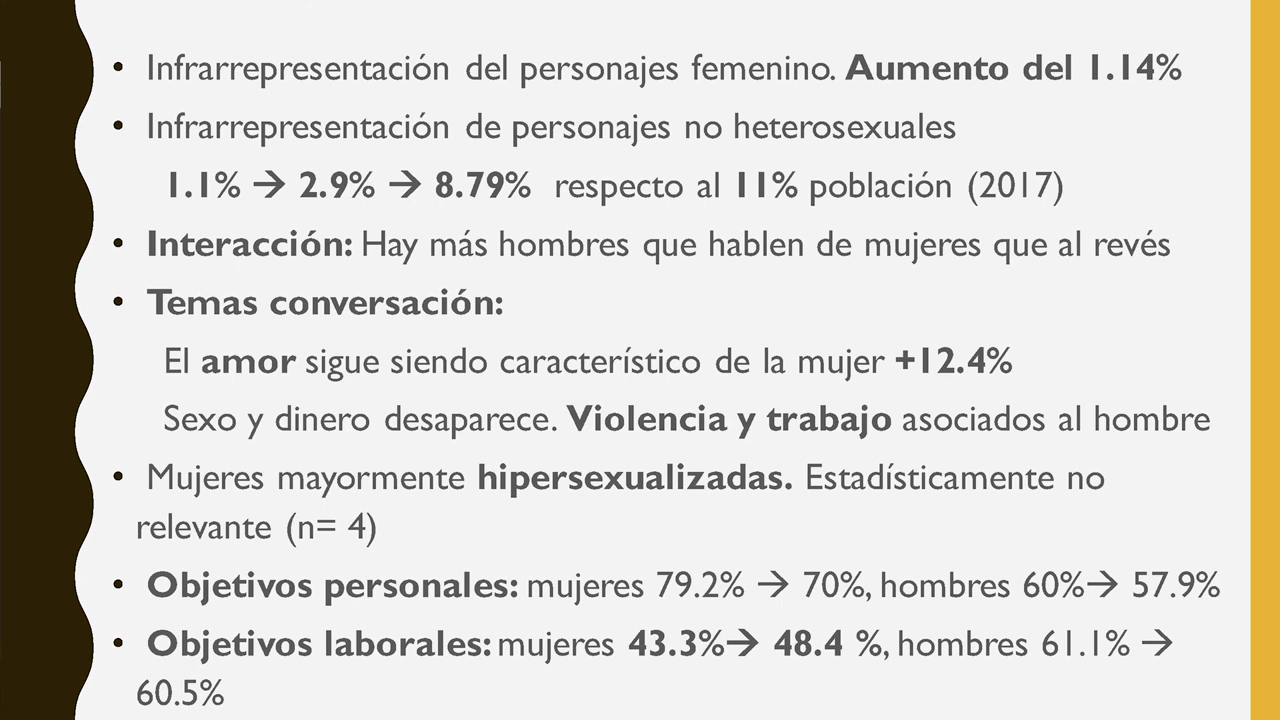 • Infrarrepresentación del personajes femenino. Aumento del 1.14%
• Infrarrepresentación de personajes no heterosexuales
1.1% → 2.9% → 8.79% respecto al 11% población (2017)
• Interacción: Hay más hombres que hablen de mujeres que al revés
• Temas conversación:
El amor sigue siendo característico de la mujer +12.4%
Sexo y dinero desaparece. Violencia y trabajo asociados al hombre
• Mujeres mayormente hipersexualizadas. Estadísticamente no
relevante (n= 4)
• Objetivos personales: mujeres 79.2% → 70%, hombres 60%→ 57.9%
• Objetivos laborales: mujeres 43.3%→ 48.4 %, hombres 61.1% →
60.5%